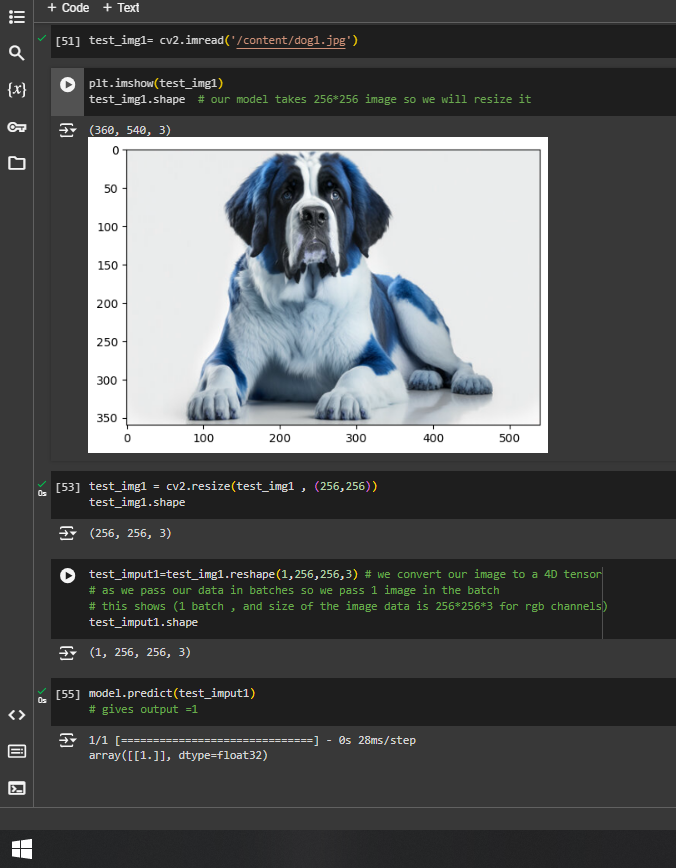 + Code + Text
[51] test_img1= cv2.imread('/content/dog1.jpg')
plt.imshow(test_img1)
test_img1.shape # our model takes 256*256 image so we will resize it
(360, 540, 3)
0
50
100
150
200
250
300
350
0 100 200 300 400 500
0s [53] test_img1 = cv2.resize(test_img1 , (256,256))
test_img1.shape
(256, 256, 3)
{x}
test_imput1=test_img1.reshape(1,256,256,3) # we convert our image to a 4D tensor
# as we pass our data in batches so we pass 1 image in the batch
# this shows (1 batch , and size of the image data is 256*256*3 for rgb channels)
test_imput1.shape
(1, 256, 256, 3)
0s [55] model.predict(test_imput1)
# gives output =1
1/1 [==============================] - 0s 28ms/step
array([[1.]], dtype=float32)